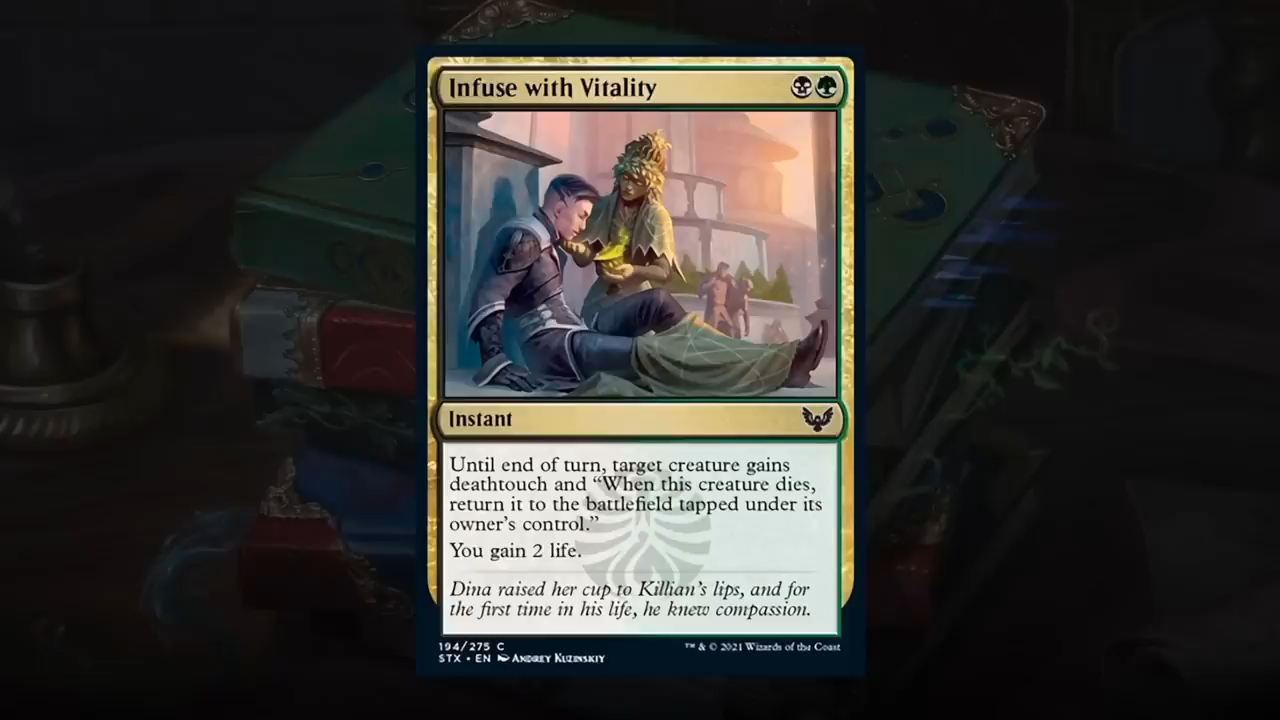 Infuse with Vitality
Instant
Until end of turn, target creature gains
deathtouch and “When this creature dies,
return it to the battlefield tapped under its
owner’s control.”
You gain 2 life.
Dina raised her cup to Killian’s lips, and for
the first time in his life, he knew compassion.
194/275 C
STX • EN Andrey Kuzinskiy
™ & © 2021 Wizards of the Coast